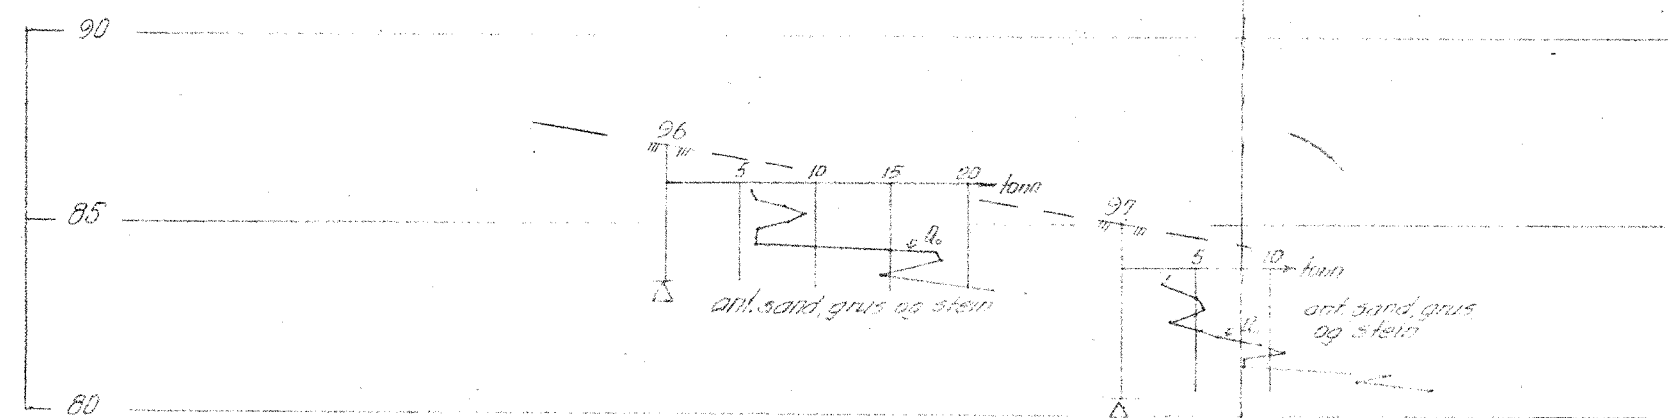 90
96
5 10 15 20 tonn
85
97
Q₀
5 10 tonn
ant. sand, grus og stein
ant. sand, grus
og stein
80